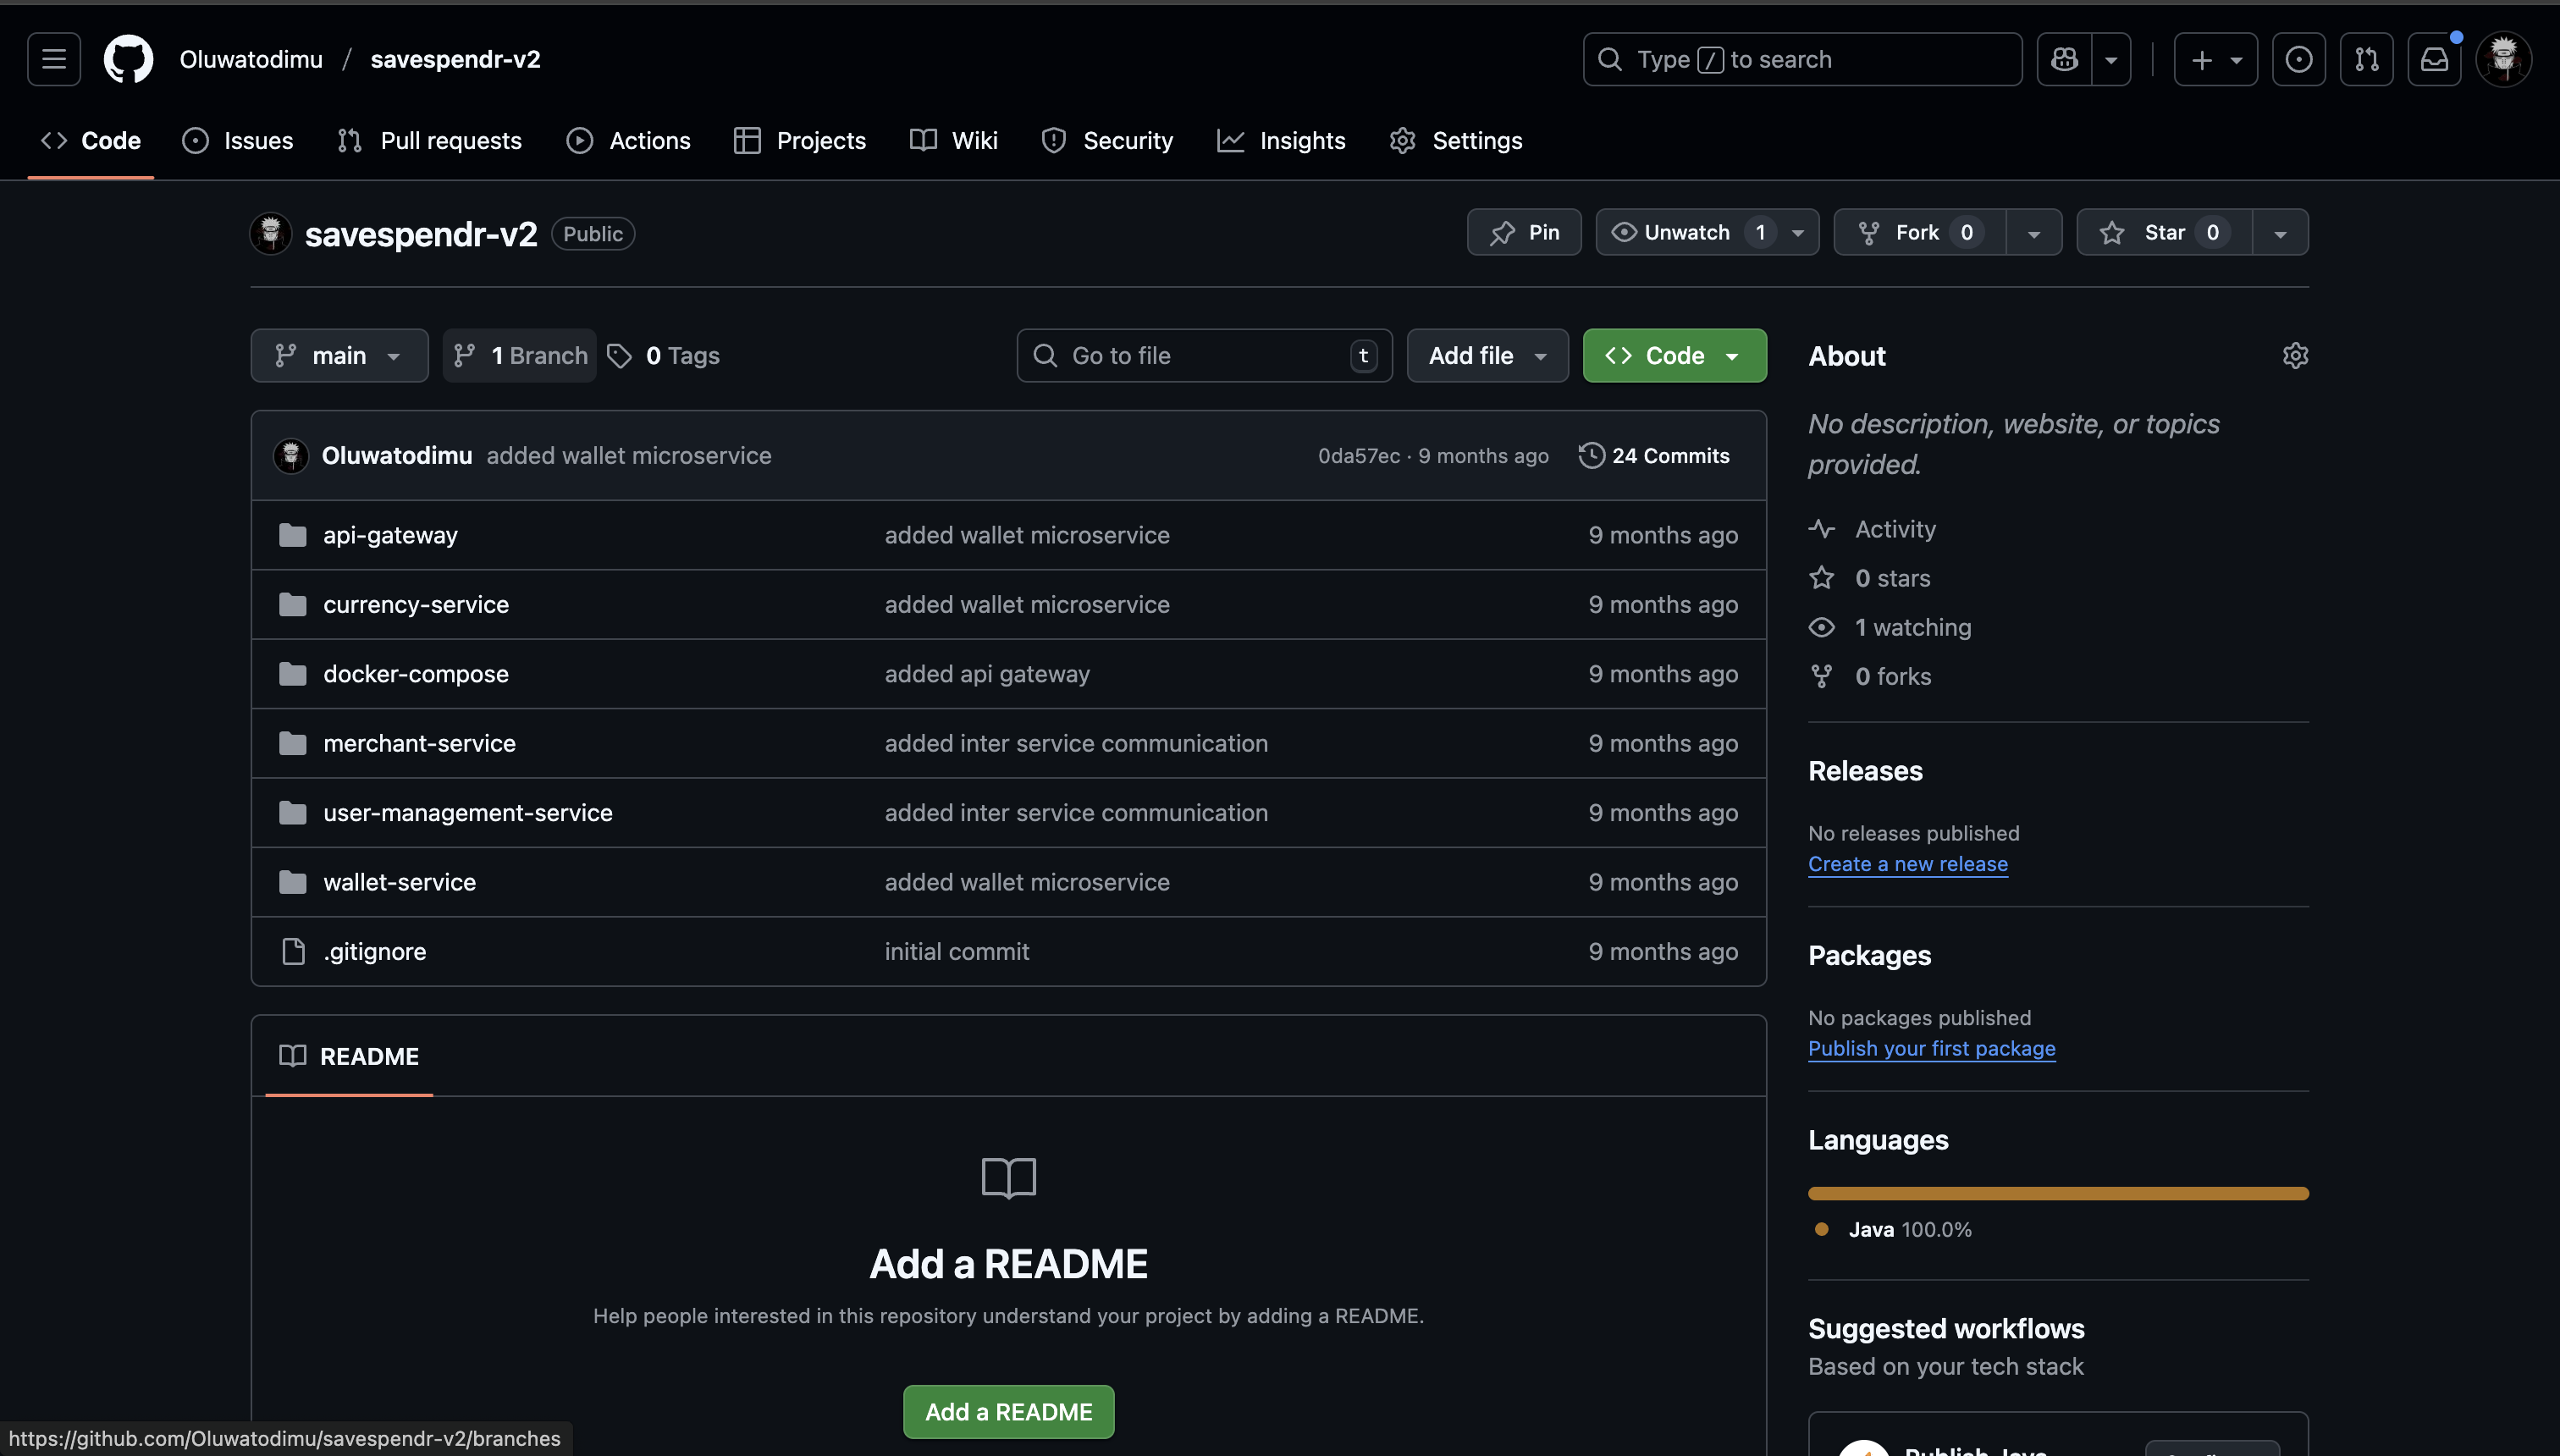 Oluwatodimu / savespendr-v2
Type / to search
Code Issues Pull requests Actions Projects Wiki Security Insights Settings
savespendr-v2 Public
Pin Unwatch 1 Fork 0 Star 0
main 1 Branch 0 Tags Go to file t Add file Code
Oluwatodimu added wallet microservice 0da57ec · 9 months ago 24 Commits
api-gateway added wallet microservice 9 months ago
currency-service added wallet microservice 9 months ago
docker-compose added api gateway 9 months ago
merchant-service added inter service communication 9 months ago
user-management-service added inter service communication 9 months ago
wallet-service added wallet microservice 9 months ago
.gitignore initial commit 9 months ago
README
Add a README
Help people interested in this repository understand your project by adding a README.
Add a README
About
No description, website, or topics
provided.
Activity
0 stars
1 watching
0 forks
Releases
No releases published
Create a new release
Packages
No packages published
Publish your first package
Languages
Java 100.0%
Suggested workflows
Based on your tech stack
Publish Java
https://github.com/Oluwatodimu/savespendr-v2/branches